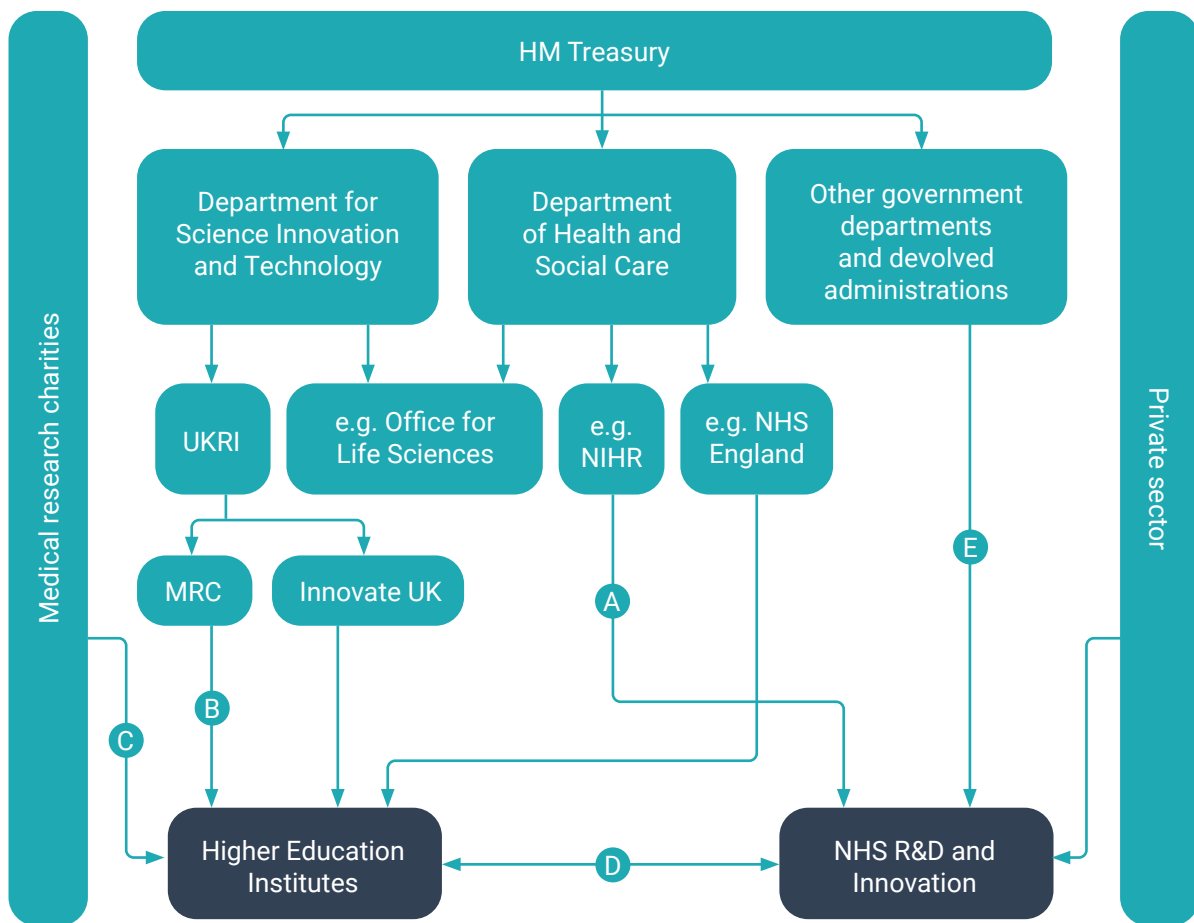 HM Treasury
Medical research charities
Private sector
Department for
Science Innovation
and Technology
Department
of Health and
Social Care
Other government
departments
and devolved
administrations
UKRI
e.g. Office for
Life Sciences
e.g.
NIHR
e.g. NHS
England
E
MRC
Innovate UK
A
B
C
Higher Education
Institutes
D
NHS R&D and
Innovation